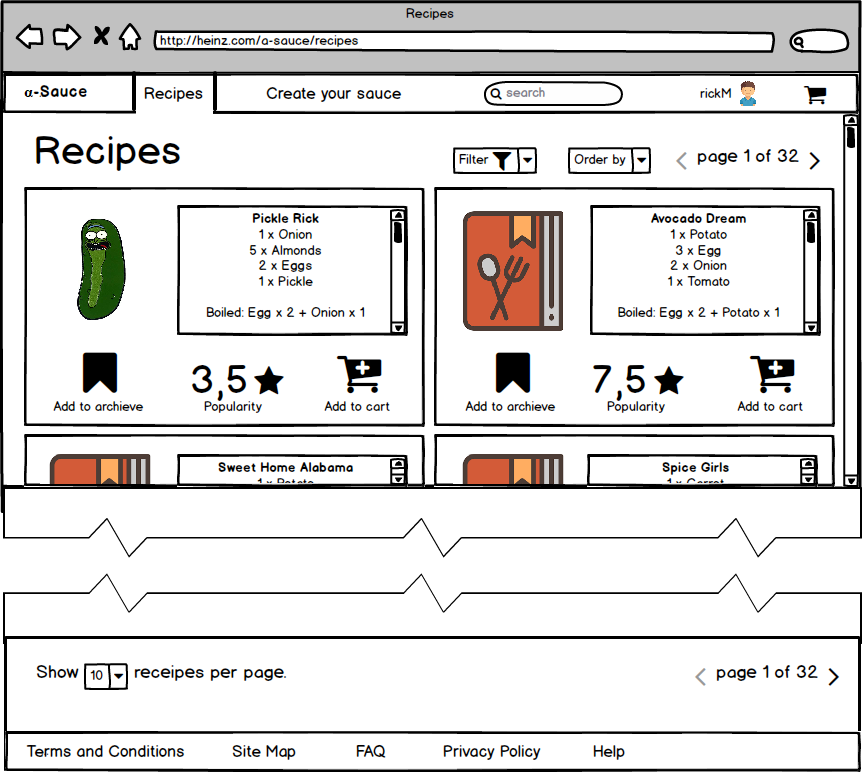 Recipes
http://heinz.com/a-sauce/recipes
α-Sauce Recipes Create your sauce search rickM
Recipes
Filter Order by page 1 of 32
Pickle Rick
1 x Onion
5 x Almonds
2 x Eggs
1 x Pickle
Boiled: Egg x 2 + Onion x 1
3,5
Add to archieve Popularity Add to cart
Avocado Dream
1 x Potato
3 x Egg
2 x Onion
1 x Tomato
Boiled: Egg x 2 + Potato x 1
7,5
Add to archieve Popularity Add to cart
Sweet Home Alabama
1 x Potato
Spice Girls
1 x Carrot
Show 10 receipes per page. page 1 of 32
Terms and Conditions Site Map FAQ Privacy Policy Help